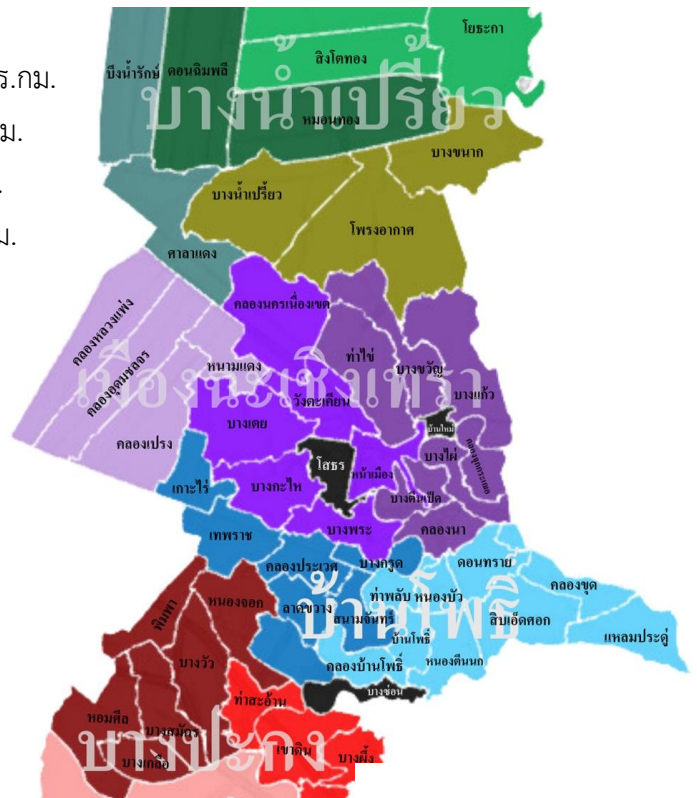 โยธะกา
สิงโตทอง
บึงน้ำรักษ์ ดอนฉิมพลี
ร.กม.
บางน้ำเปรี้ยว
หมอนทอง
ม.
บางขนาก
.
บางน้ำเปรี้ยว
ม.
โพรงอากาศ
ศาลาแดง
คลองนครเนื่องเขต
คลองหลวงแพ่ง
ท่าไข่
บางขวัญ
หนามแดง
คลองอุดมชลจร
เมืองฉะเชิงเทรา
บางแก้ว
วังตะเคียน
บางเตย
บ้านใหม่
คลองเปรง
โสธร
บางไผ่
คลองจุกกระเฌอ
หน้าเมือง
เกาะไร่
บางกะไห
บางตีนเป็ด
บางพระ
คลองนา
เทพราช
คลองประเวศ
บางกรูด
ดอนทราย
คลองขุด
พิมพา
หนองจอก
ลาดขวาง
ท่าพลับ หนองบัว
บ้านโพธิ์
สนามจันทร์
สิบเอ็ดศอก
บ้านโพธิ์
แหลมประดู่
บางวัว
คลองบ้านโพธิ์
หนองตีนนก
ท่าสะอ้าน
บางซ่อน
หอมศีล
บางสมัคร
บางปะกง
เขาดิน
บางผึ้ง
บางเกลือ